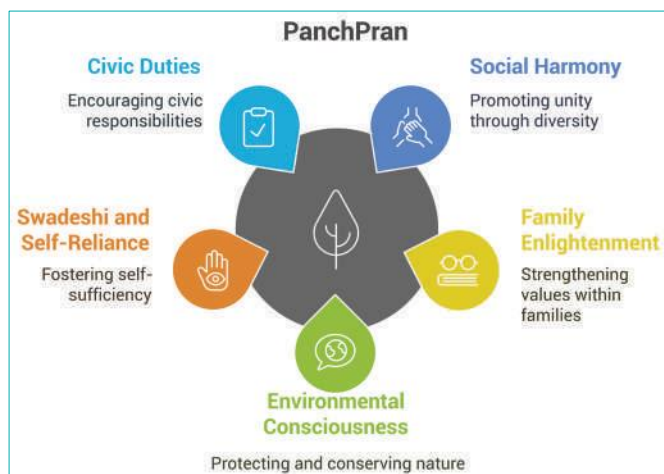 PanchPran
Civic Duties
Encouraging civic
responsibilities
Social Harmony
Promoting unity
through diversity
Swadeshi and
Self-Reliance
Fostering self-
sufficiency
Family
Enlightenment
Strengthening
values within
families
Environmental
Consciousness
Protecting and conserving nature